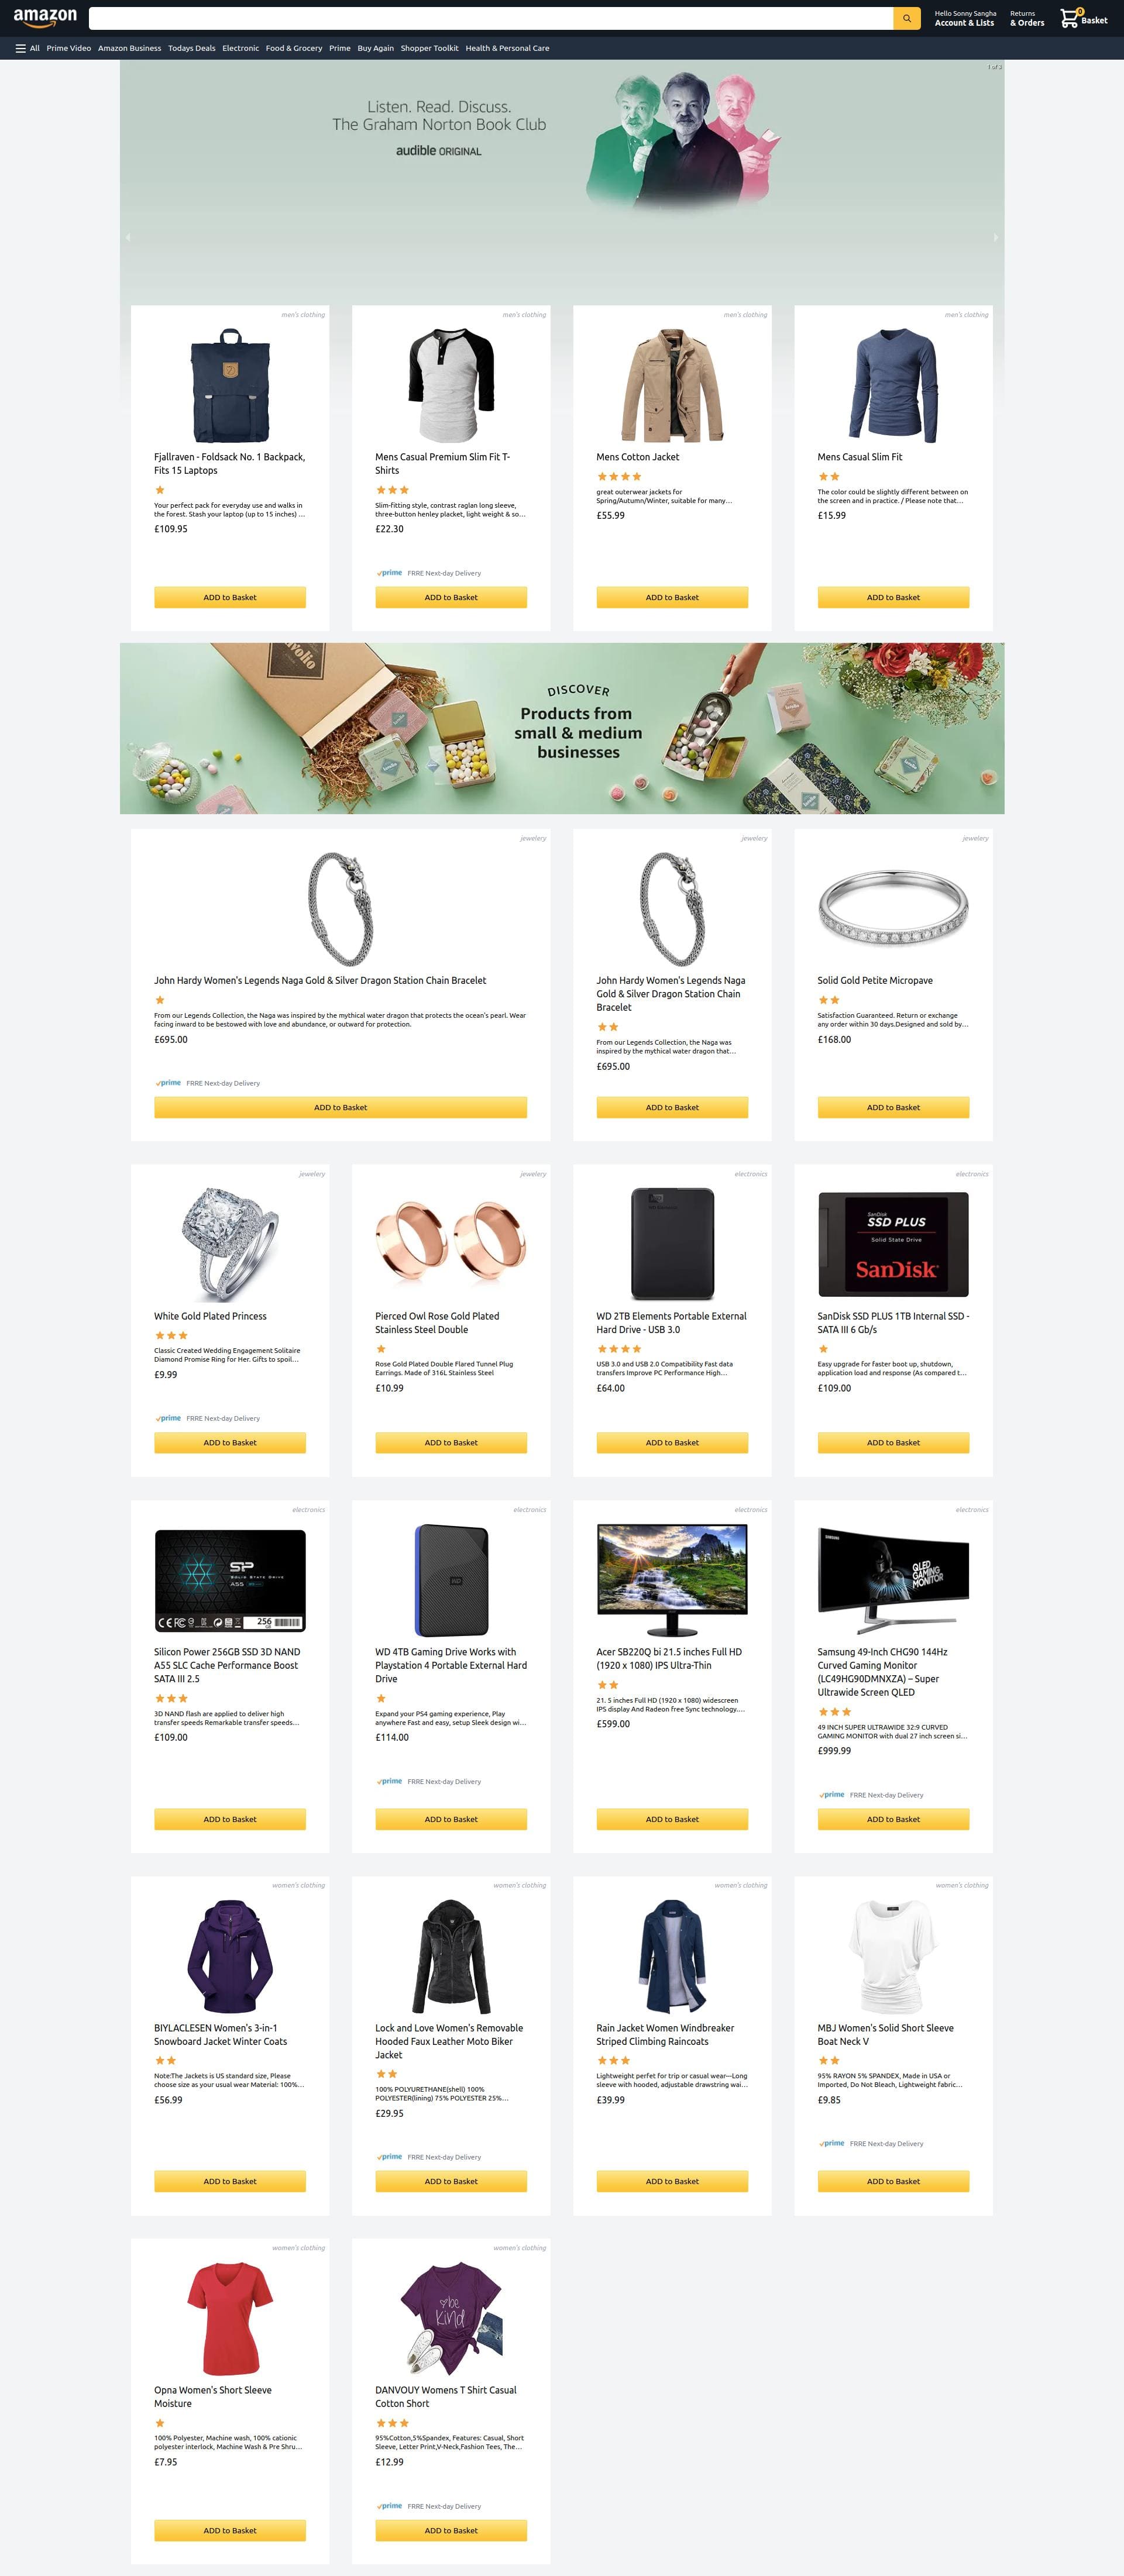 amazon
Hello Sonny Sangha
Account & Lists
Returns
& Orders
0
Basket
All Prime Video Amazon Business Todays Deals Electronic Food & Grocery Prime Buy Again Shopper Toolkit Health & Personal Care
1 of 3
Listen. Read. Discuss.
The Graham Norton Book Club
audible ORIGINAL
men's clothing
Fjallraven - Foldsack No. 1 Backpack,
Fits 15 Laptops
Your perfect pack for everyday use and walks in
the forest. Stash your laptop (up to 15 inches) ...
£109.95
ADD to Basket
men's clothing
Mens Casual Premium Slim Fit T-
Shirts
Slim-fitting style, contrast raglan long sleeve,
three-button henley placket, light weight & so...
£22.30
prime FRRE Next-day Delivery
ADD to Basket
men's clothing
Mens Cotton Jacket
great outerwear jackets for
Spring/Autumn/Winter, suitable for many...
£55.99
ADD to Basket
men's clothing
Mens Casual Slim Fit
The color could be slightly different between on
the screen and in practice. / Please note that...
£15.99
ADD to Basket
DISCOVER
Products from
small & medium
businesses
jewelery
John Hardy Women's Legends Naga Gold & Silver Dragon Station Chain Bracelet
From our Legends Collection, the Naga was inspired by the mythical water dragon that protects the ocean's pearl. Wear
facing inward to be bestowed with love and abundance, or outward for protection.
£695.00
prime FRRE Next-day Delivery
ADD to Basket
jewelery
John Hardy Women's Legends Naga
Gold & Silver Dragon Station Chain
Bracelet
From our Legends Collection, the Naga was
inspired by the mythical water dragon that...
£695.00
ADD to Basket
jewelery
Solid Gold Petite Micropave
Satisfaction Guaranteed. Return or exchange
any order within 30 days.Designed and sold by...
£168.00
ADD to Basket
jewelery
White Gold Plated Princess
Classic Created Wedding Engagement Solitaire
Diamond Promise Ring for Her. Gifts to spoil...
£9.99
prime FRRE Next-day Delivery
ADD to Basket
jewelery
Pierced Owl Rose Gold Plated
Stainless Steel Double
Rose Gold Plated Double Flared Tunnel Plug
Earrings. Made of 316L Stainless Steel
£10.99
ADD to Basket
electronics
WD 2TB Elements Portable External
Hard Drive - USB 3.0
USB 3.0 and USB 2.0 Compatibility Fast data
transfers Improve PC Performance High...
£64.00
ADD to Basket
electronics
SanDisk
SSD PLUS
Solid State Drive
SanDisk
SanDisk SSD PLUS 1TB Internal SSD -
SATA III 6 Gb/s
Easy upgrade for faster boot up, shutdown,
application load and response (As compared t...
£109.00
ADD to Basket
electronics
SP
SOLID STATE DRIVE
A55
256
Silicon Power 256GB SSD 3D NAND
A55 SLC Cache Performance Boost
SATA III 2.5
3D NAND flash are applied to deliver high
transfer speeds Remarkable transfer speeds...
£109.00
ADD to Basket
electronics
WD
WD 4TB Gaming Drive Works with
Playstation 4 Portable External Hard
Drive
Expand your PS4 gaming experience, Play
anywhere Fast and easy, setup Sleek design wi...
£114.00
prime FRRE Next-day Delivery
ADD to Basket
electronics
Acer SB220Q bi 21.5 inches Full HD
(1920 x 1080) IPS Ultra-Thin
21. 5 inches Full HD (1920 x 1080) widescreen
IPS display And Radeon free Sync technology....
£599.00
ADD to Basket
electronics
SAMSUNG
QLED
GAMING
MONITOR
Samsung 49-Inch CHG90 144Hz
Curved Gaming Monitor
(LC49HG90DMNXZA) – Super
Ultrawide Screen QLED
49 INCH SUPER ULTRAWIDE 32:9 CURVED
GAMING MONITOR with dual 27 inch screen si...
£999.99
prime FRRE Next-day Delivery
ADD to Basket
women's clothing
BIYLACLESEN Women's 3-in-1
Snowboard Jacket Winter Coats
Note:The Jackets is US standard size, Please
choose size as your usual wear Material: 100%...
£56.99
ADD to Basket
women's clothing
Lock and Love Women's Removable
Hooded Faux Leather Moto Biker
Jacket
100% POLYURETHANE(shell) 100%
POLYESTER(lining) 75% POLYESTER 25%...
£29.95
prime FRRE Next-day Delivery
ADD to Basket
women's clothing
Rain Jacket Women Windbreaker
Striped Climbing Raincoats
Lightweight perfet for trip or casual wear---Long
sleeve with hooded, adjustable drawstring wai...
£39.99
ADD to Basket
women's clothing
MBJ Women's Solid Short Sleeve
Boat Neck V
95% RAYON 5% SPANDEX, Made in USA or
Imported, Do Not Bleach, Lightweight fabric...
£9.85
prime FRRE Next-day Delivery
ADD to Basket
women's clothing
Opna Women's Short Sleeve
Moisture
100% Polyester, Machine wash, 100% cationic
polyester interlock, Machine Wash & Pre Shru...
£7.95
ADD to Basket
women's clothing
be
Kind
DANVOUY Womens T Shirt Casual
Cotton Short
95%Cotton,5%Spandex, Features: Casual, Short
Sleeve, Letter Print,V-Neck,Fashion Tees, The...
£12.99
prime FRRE Next-day Delivery
ADD to Basket